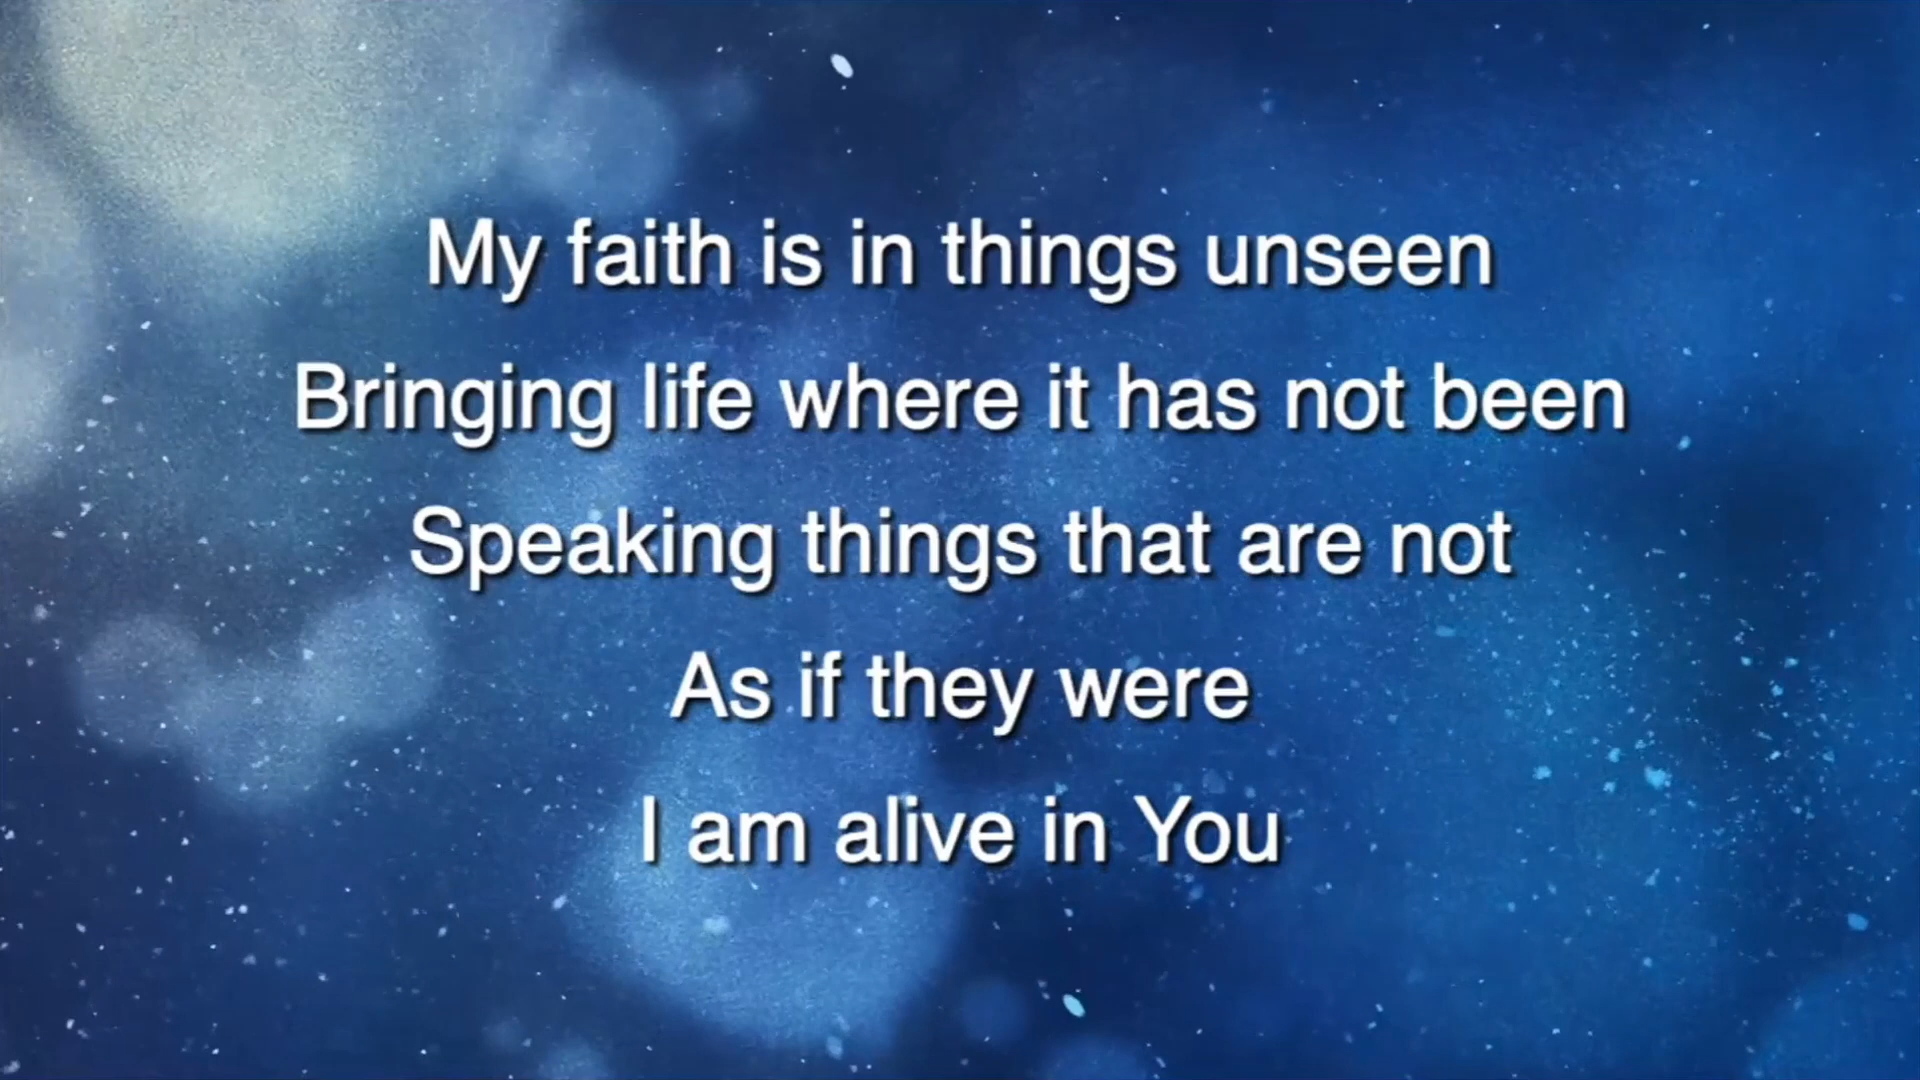 My faith is in things unseen
Bringing life where it has not been
Speaking things that are not
As if they were
I am alive in You